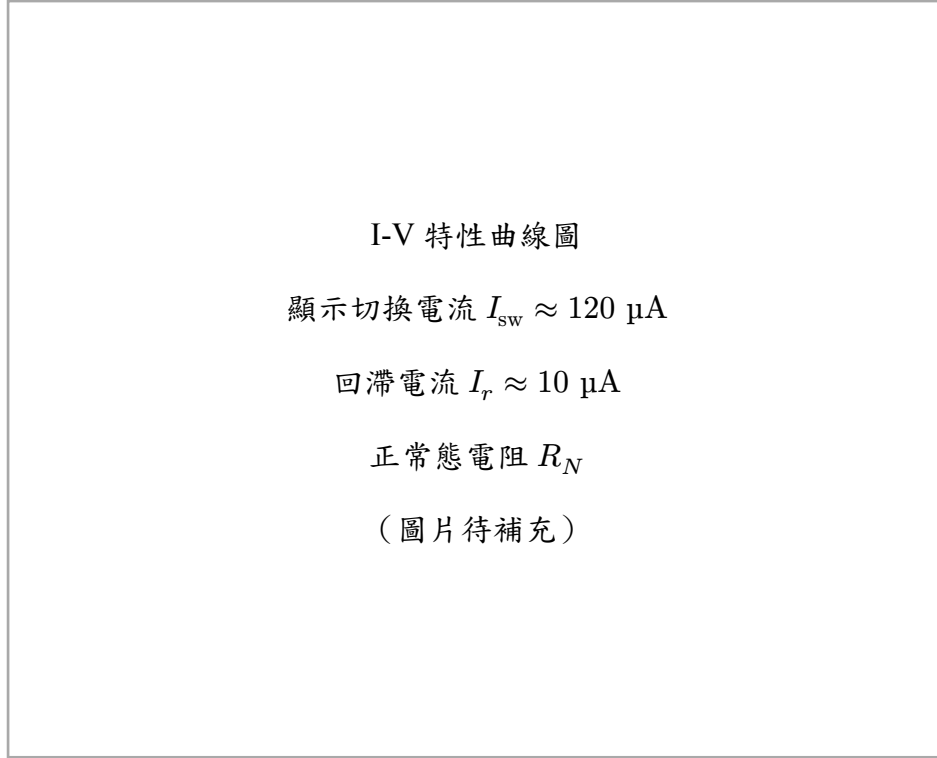 I-V 特性曲線圖
顯示切換電流 I_sw ≈ 120 µA
回滯電流 I_r ≈ 10 µA
正常態電阻 R_N
（圖片待補充）